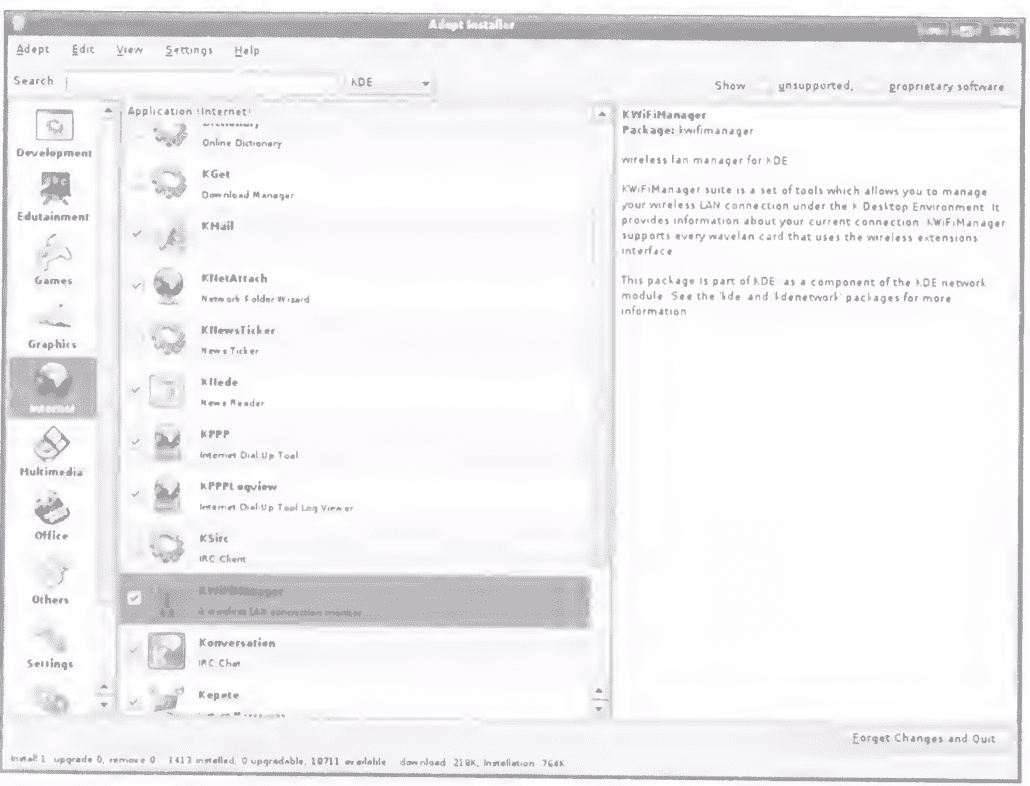 Adept Installer
Adept Edit View Settings Help
Search KDE Show unsupported, proprietary software
Development
Edutainment
Games
Graphics
Internet
Multimedia
Office
Others
Settings
Application (Internet)
Dictionary
Online Dictionary
KGet
Download Manager
KMail
KNetAttach
Network Folder Wizard
KNewsTicker
News Ticker
KNode
News Reader
KPPP
Internet Dial-Up Tool
KPPPLogview
Internet Dial-Up Tool Log Viewer
KSirc
IRC Client
KWiFiManager
A wireless LAN connection monitor
Konversation
IRC Chat
Kopete
KWiFiManager
Package: kwifimanager
wireless lan manager for KDE
KWiFiManager suite is a set of tools which allows you to manage
your wireless LAN connection under the K Desktop Environment. It
provides information about your current connection. KWiFiManager
supports every wavelan card that uses the wireless extensions
interface.
This package is part of KDE, as a component of the KDE network
module. See the 'kde' and 'kdenetwork' packages for more
information.
Forget Changes and Quit
Install 1 upgrade 0, remove 0 1413 installed, 0 upgradable, 18711 available download 218K, Installation 764K